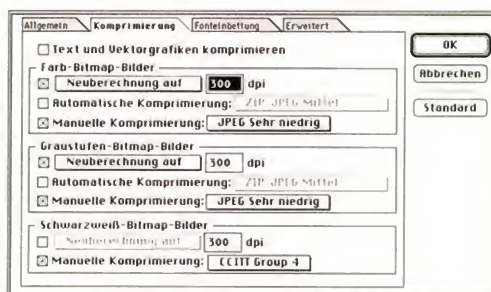 Allgemein Komprimierung Fonteinbettung Erweitert
Text und Vektorgrafiken komprimieren
Farb-Bitmap-Bilder
Neuberechnung auf 300 dpi
Automatische Komprimierung: ZIP JPEG Mittel
Manuelle Komprimierung: JPEG Sehr niedrig
Graustufen-Bitmap-Bilder
Neuberechnung auf 300 dpi
Automatische Komprimierung: ZIP JPEG Mittel
Manuelle Komprimierung: JPEG Sehr niedrig
Schwarzweiß-Bitmap-Bilder
Neuberechnung auf 300 dpi
Manuelle Komprimierung: CCITT Group 4
OK
Abbrechen
Standard